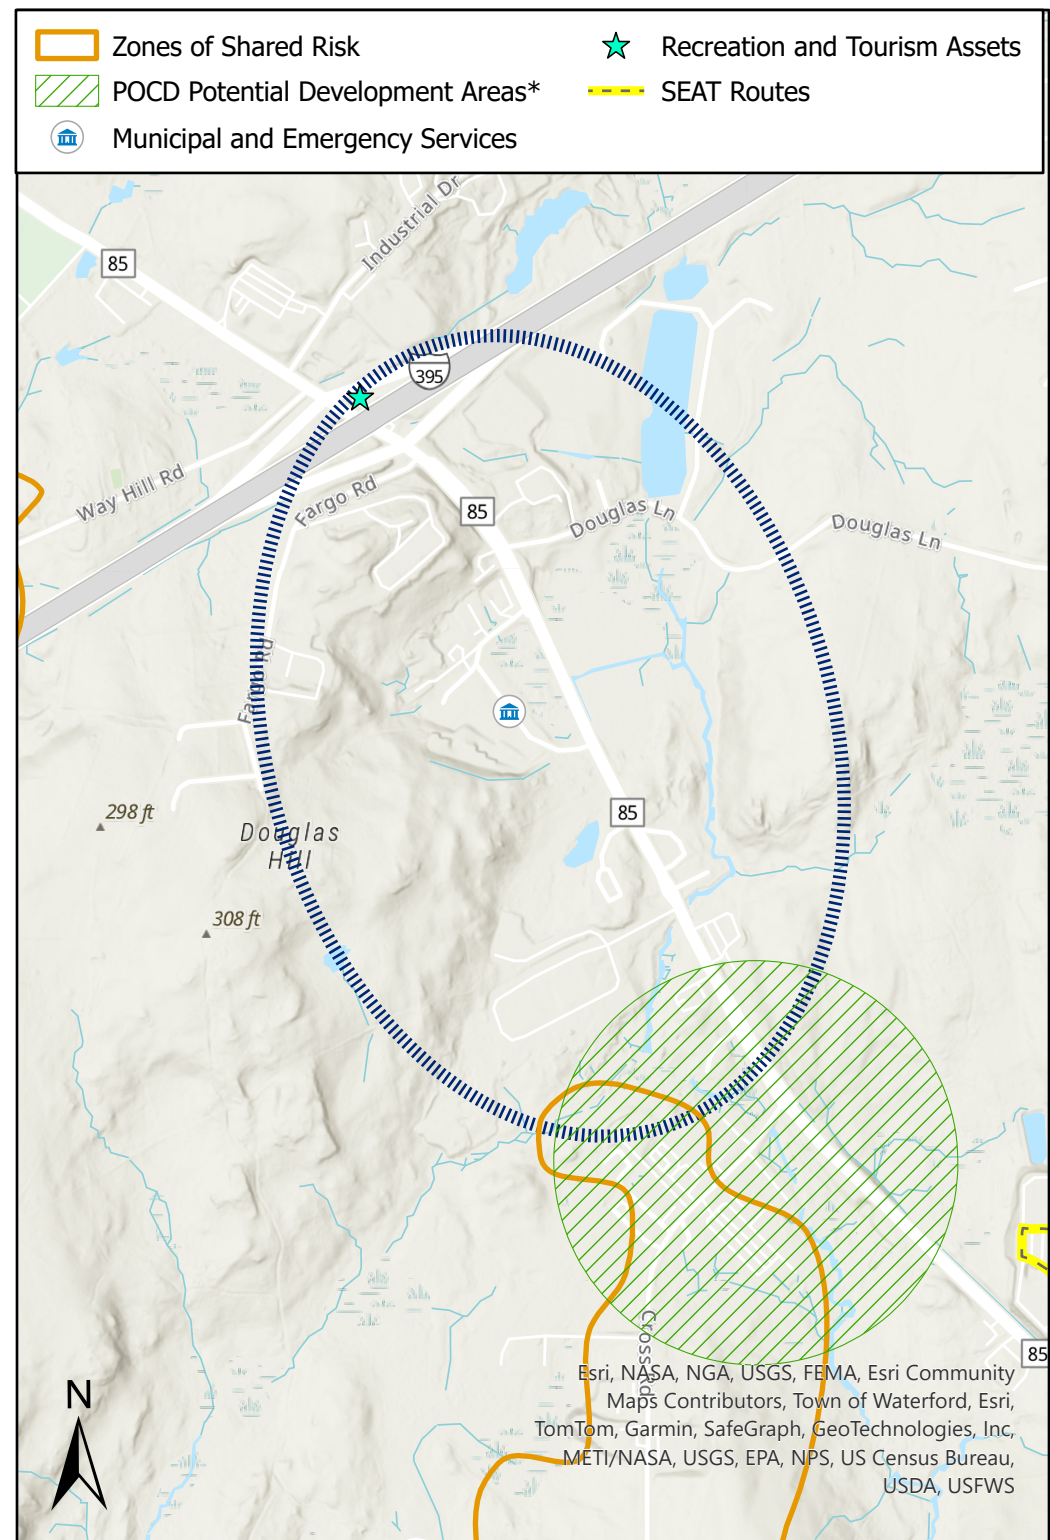 Zones of Shared Risk
Recreation and Tourism Assets
POCD Potential Development Areas*
SEAT Routes
Municipal and Emergency Services
Industrial Dr
85
395
Way Hill Rd
Fargo Rd
85
Douglas Ln
Douglas Ln
Fargo Rd
298 ft
85
Douglas
Hill
308 ft
Cross Rd
85
Esri, NASA, NGA, USGS, FEMA, Esri Community
Maps Contributors, Town of Waterford, Esri,
TomTom, Garmin, SafeGraph, GeoTechnologies, Inc,
METI/NASA, USGS, EPA, NPS, US Census Bureau,
USDA, USFWS
N